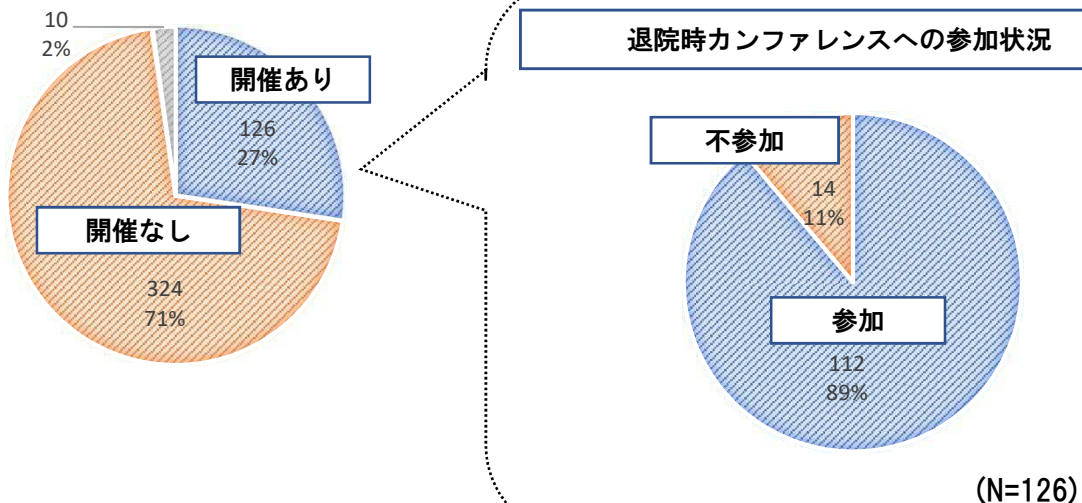 10
2%
開催あり
126
27%
開催なし
324
71%
退院時カンファレンスへの参加状況
不参加
14
11%
参加
112
89%
(N=126)